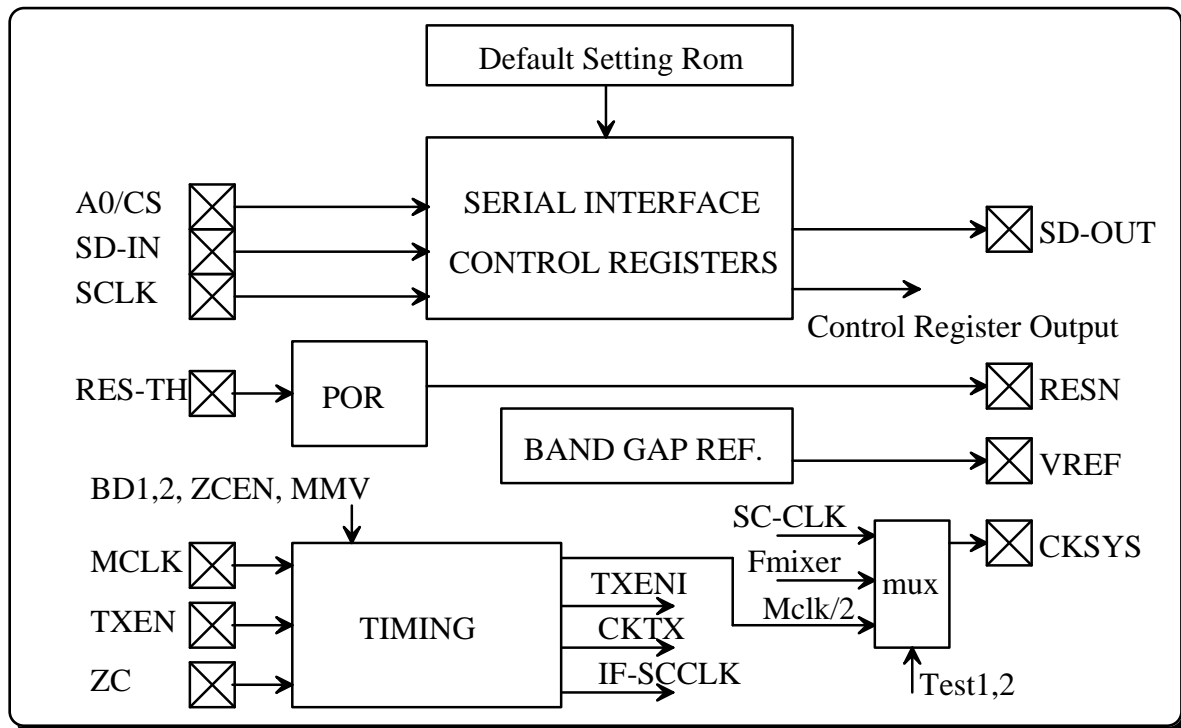 Default Setting Rom
A0/CS
SD-IN
SCLK
SERIAL INTERFACE
CONTROL REGISTERS
SD-OUT
Control Register Output
RES-TH
POR
RESN
BAND GAP REF.
VREF
BD1,2, ZCEN, MMV
SC-CLK
CKSYS
MCLK
TXEN
ZC
TIMING
TXENI
CKTX
IF-SCCLK
Fmixer
Mclk/2
mux
Test1,2